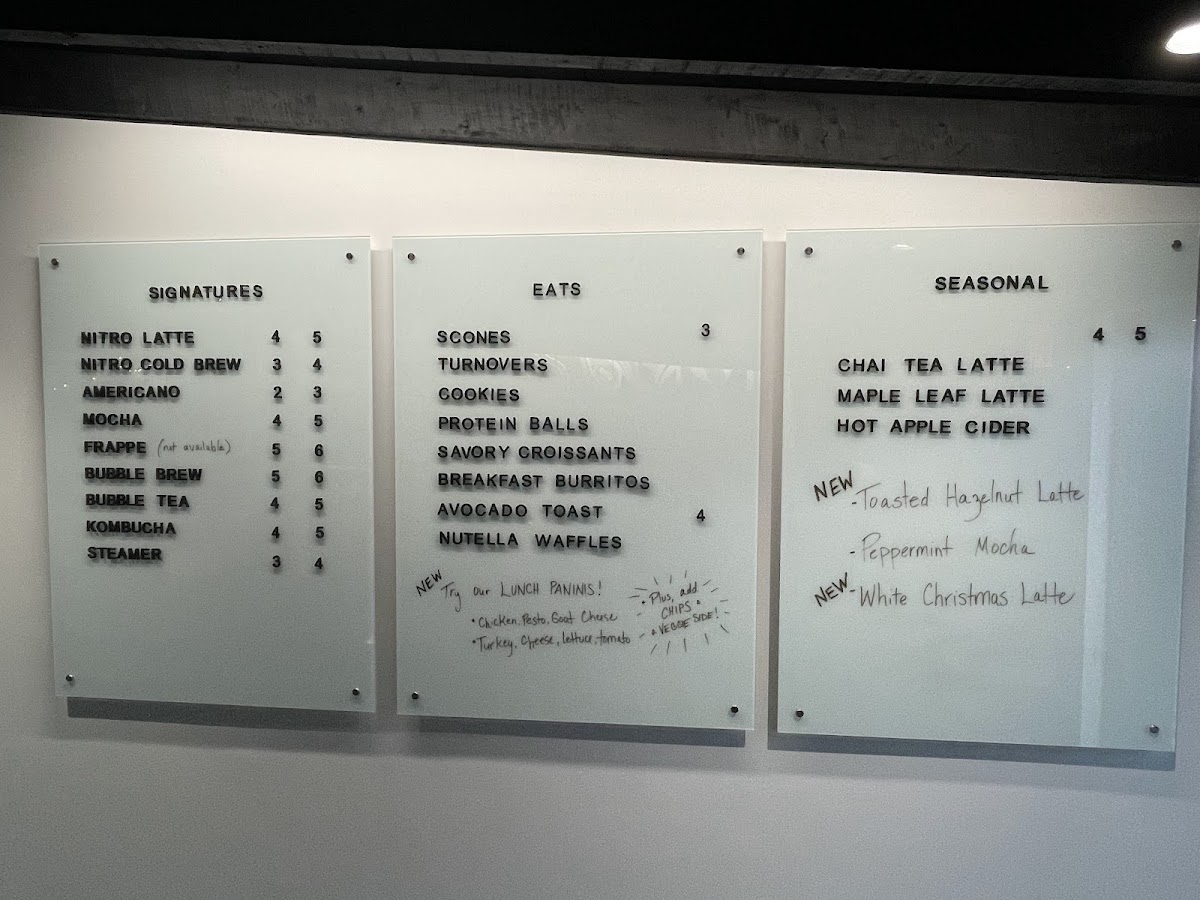 SIGNATURES
NITRO LATTE 4 5
NITRO COLD BREW 3 4
AMERICANO 2 3
MOCHA 4 5
FRAPPE (not available) 5 6
BUBBLE BREW 5 6
BUBBLE TEA 4 5
KOMBUCHA 4 5
STEAMER 3 4
EATS
SCONES 3
TURNOVERS
COOKIES
PROTEIN BALLS
SAVORY CROISSANTS
BREAKFAST BURRITOS
AVOCADO TOAST 4
NUTELLA WAFFLES
NEW Try our LUNCH PANINIS!
• Chicken, Pesto, Goat Cheese
• Turkey, Cheese, lettuce, tomato
• Plus, add
CHIPS
a VEGGIE SIDE!
SEASONAL
4 5
CHAI TEA LATTE
MAPLE LEAF LATTE
HOT APPLE CIDER
NEW - Toasted Hazelnut Latte
- Peppermint Mocha
NEW - White Christmas Latte